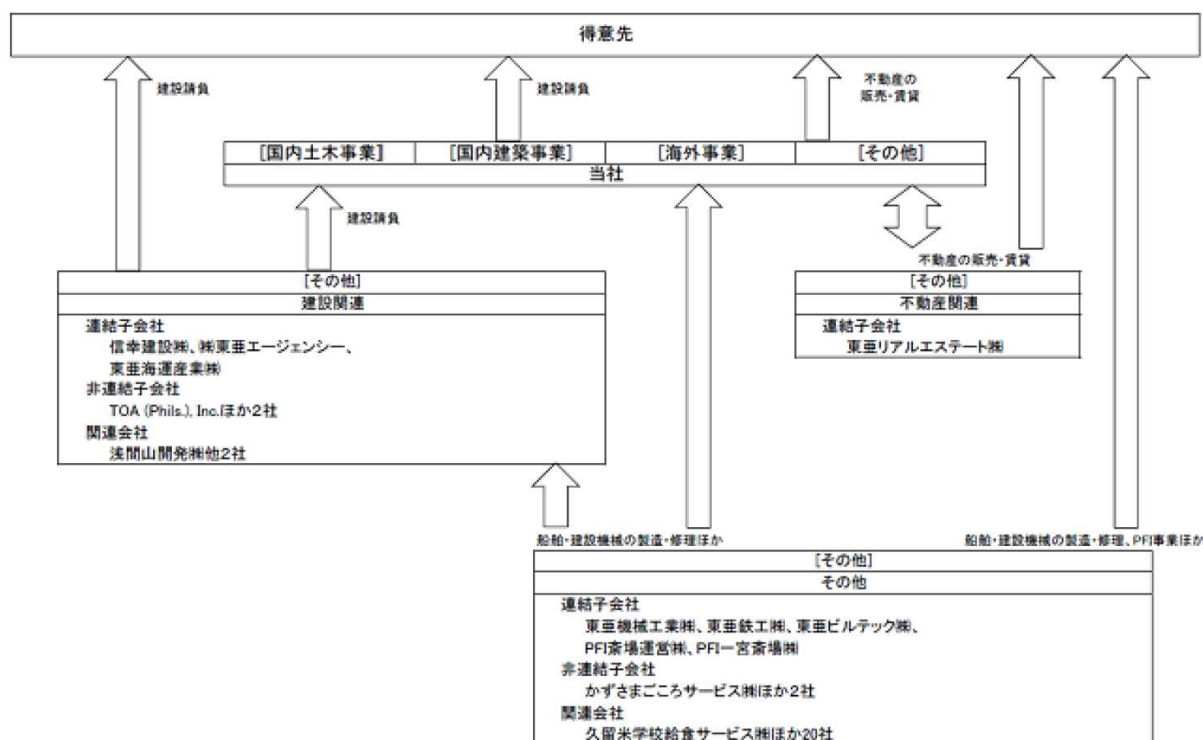 得意先
建設請負
建設請負
不動産の
販売・賃貸
[国内土木事業] [国内建築事業] [海外事業] [その他]
当社
建設請負
不動産の販売・賃貸
[その他]
建設関連
連結子会社
信幸建設㈱、㈱東亜エージェンシー、
東亜海運産業㈱
非連結子会社
TOA (Phils.), Inc.ほか2社
関連会社
浅間山開発㈱他2社
[その他]
不動産関連
連結子会社
東亜リアルエステート㈱
船舶・建設機械の製造・修理ほか
船舶・建設機械の製造・修理、PFI事業ほか
[その他]
その他
連結子会社
東亜機械工業㈱、東亜鉄工㈱、東亜ビルテック㈱、
PFI斎場運営㈱、PFI一宮斎場㈱
非連結子会社
かずさまごころサービス㈱ほか2社
関連会社
久留米学校給食サービス㈱ほか20社